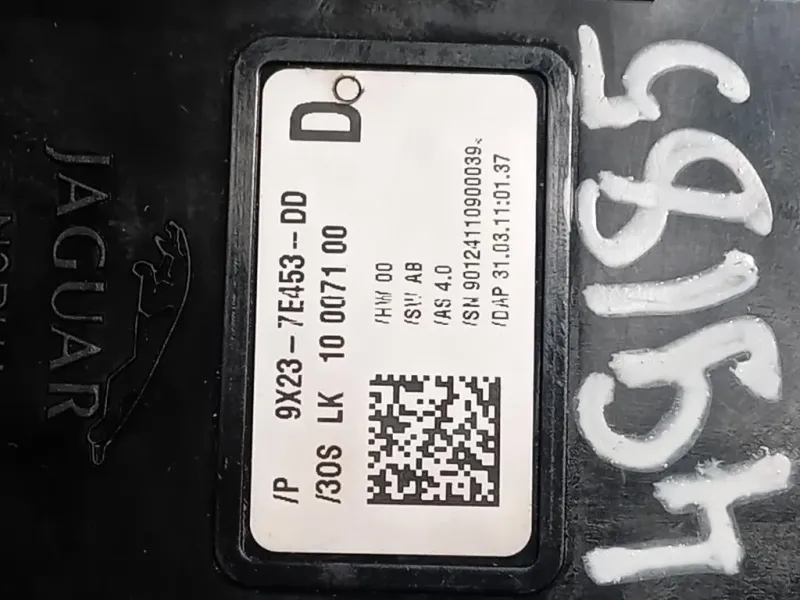 JAGUAR
/P 9X23-7E453-DD
/30S LK 10 0071 00
D
/HW 00
/SW AB
/AS 4.0
/SN 90124110900039
/DAP 31.03.11:01.37
49185